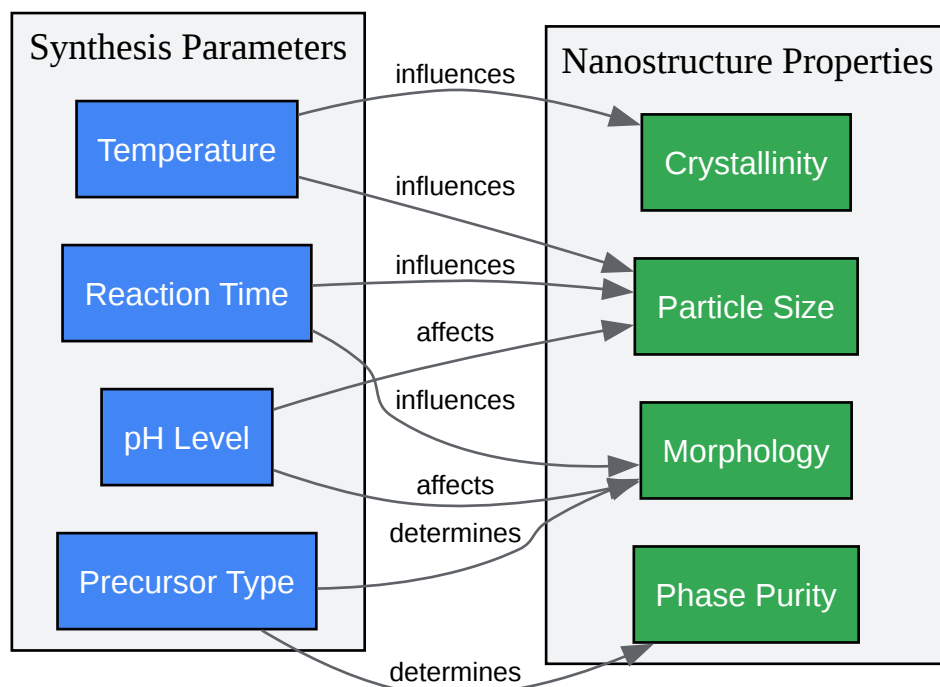 Synthesis Parameters
Temperature
Reaction Time
pH Level
Precursor Type
influences
influences
influences
affects
influences
affects
determines
determines
Nanostructure Properties
Crystallinity
Particle Size
Morphology
Phase Purity